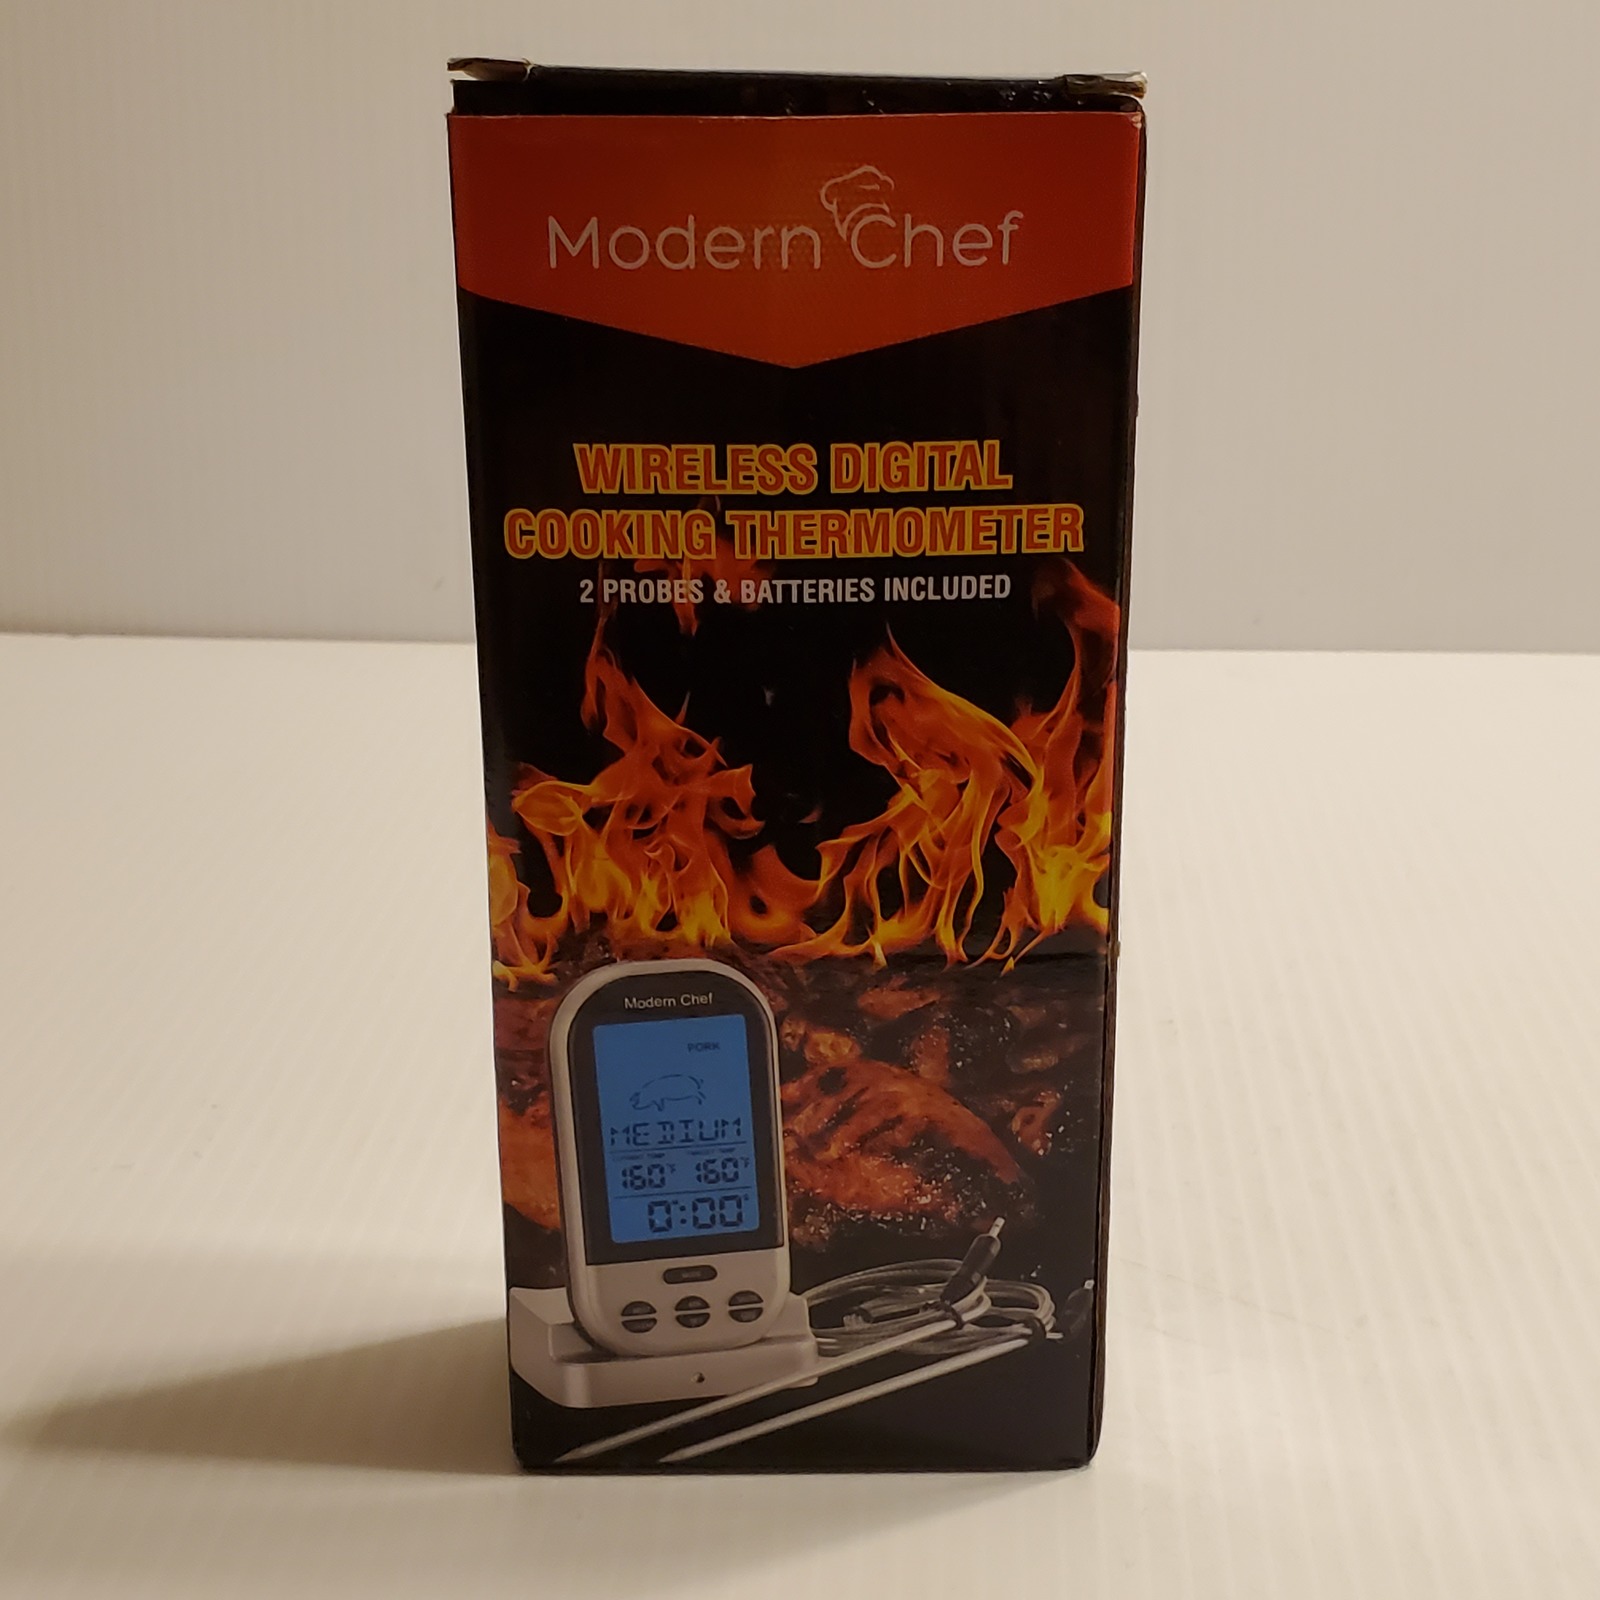 Modern Chef
WIRELESS DIGITAL
COOKING THERMOMETER
2 PROBES & BATTERIES INCLUDED
Modern Chef
PORK
MEDIUM
160°F 160°F
0:00